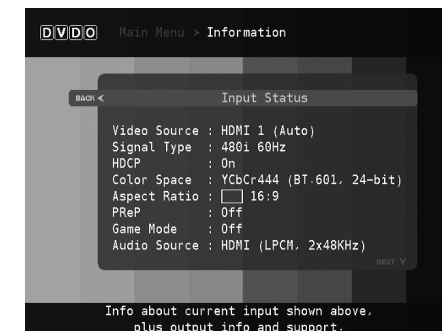 DVDO Main Menu > Information
BACK < Input Status
Video Source : HDMI 1 (Auto)
Signal Type : 480i 60Hz
HDCP : On
Color Space : YCbCr444 (BT.601, 24-bit)
Aspect Ratio : 16:9
PReP : Off
Game Mode : Off
Audio Source : HDMI (LPCM, 2x48KHz)
NEXT
Info about current input shown above,
plus output info and support.